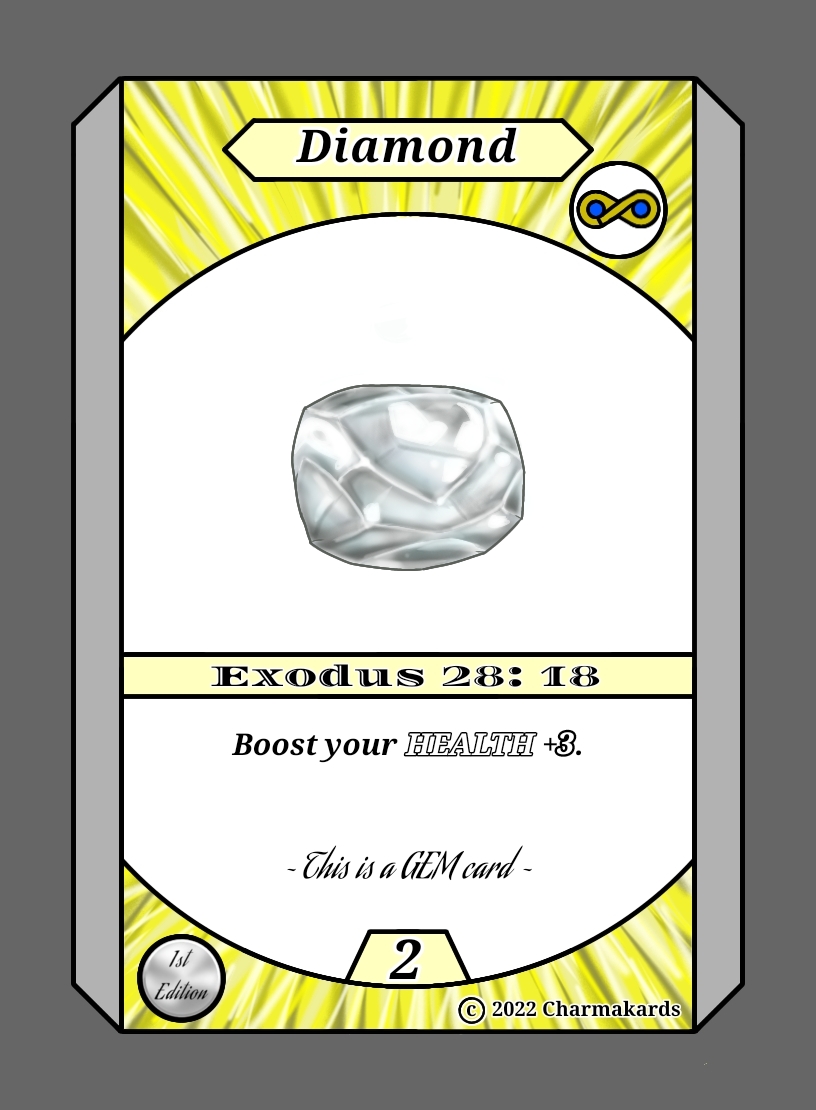 Diamond
Exodus 28: 18
Boost your HEALTH +3.
~ This is a GEM card ~
2
1st
Edition
© 2022 Charmakards